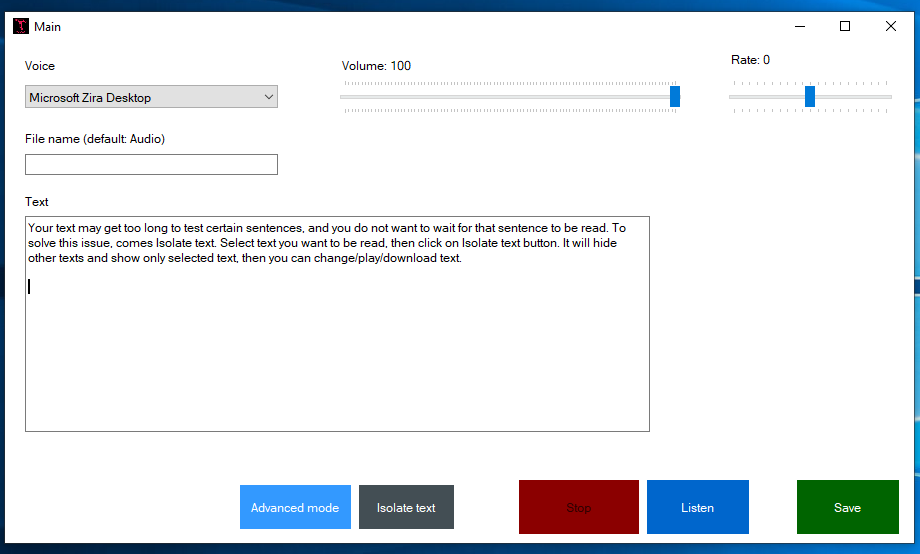 Main
Voice
Volume: 100
Rate: 0
Microsoft Zira Desktop
File name (default: Audio)
Text
Your text may get too long to test certain sentences, and you do not want to wait for that sentence to be read. To
solve this issue, comes Isolate text. Select text you want to be read, then click on Isolate text button. It will hide
other texts and show only selected text, then you can change/play/download text.
Advanced mode
Isolate text
Stop
Listen
Save